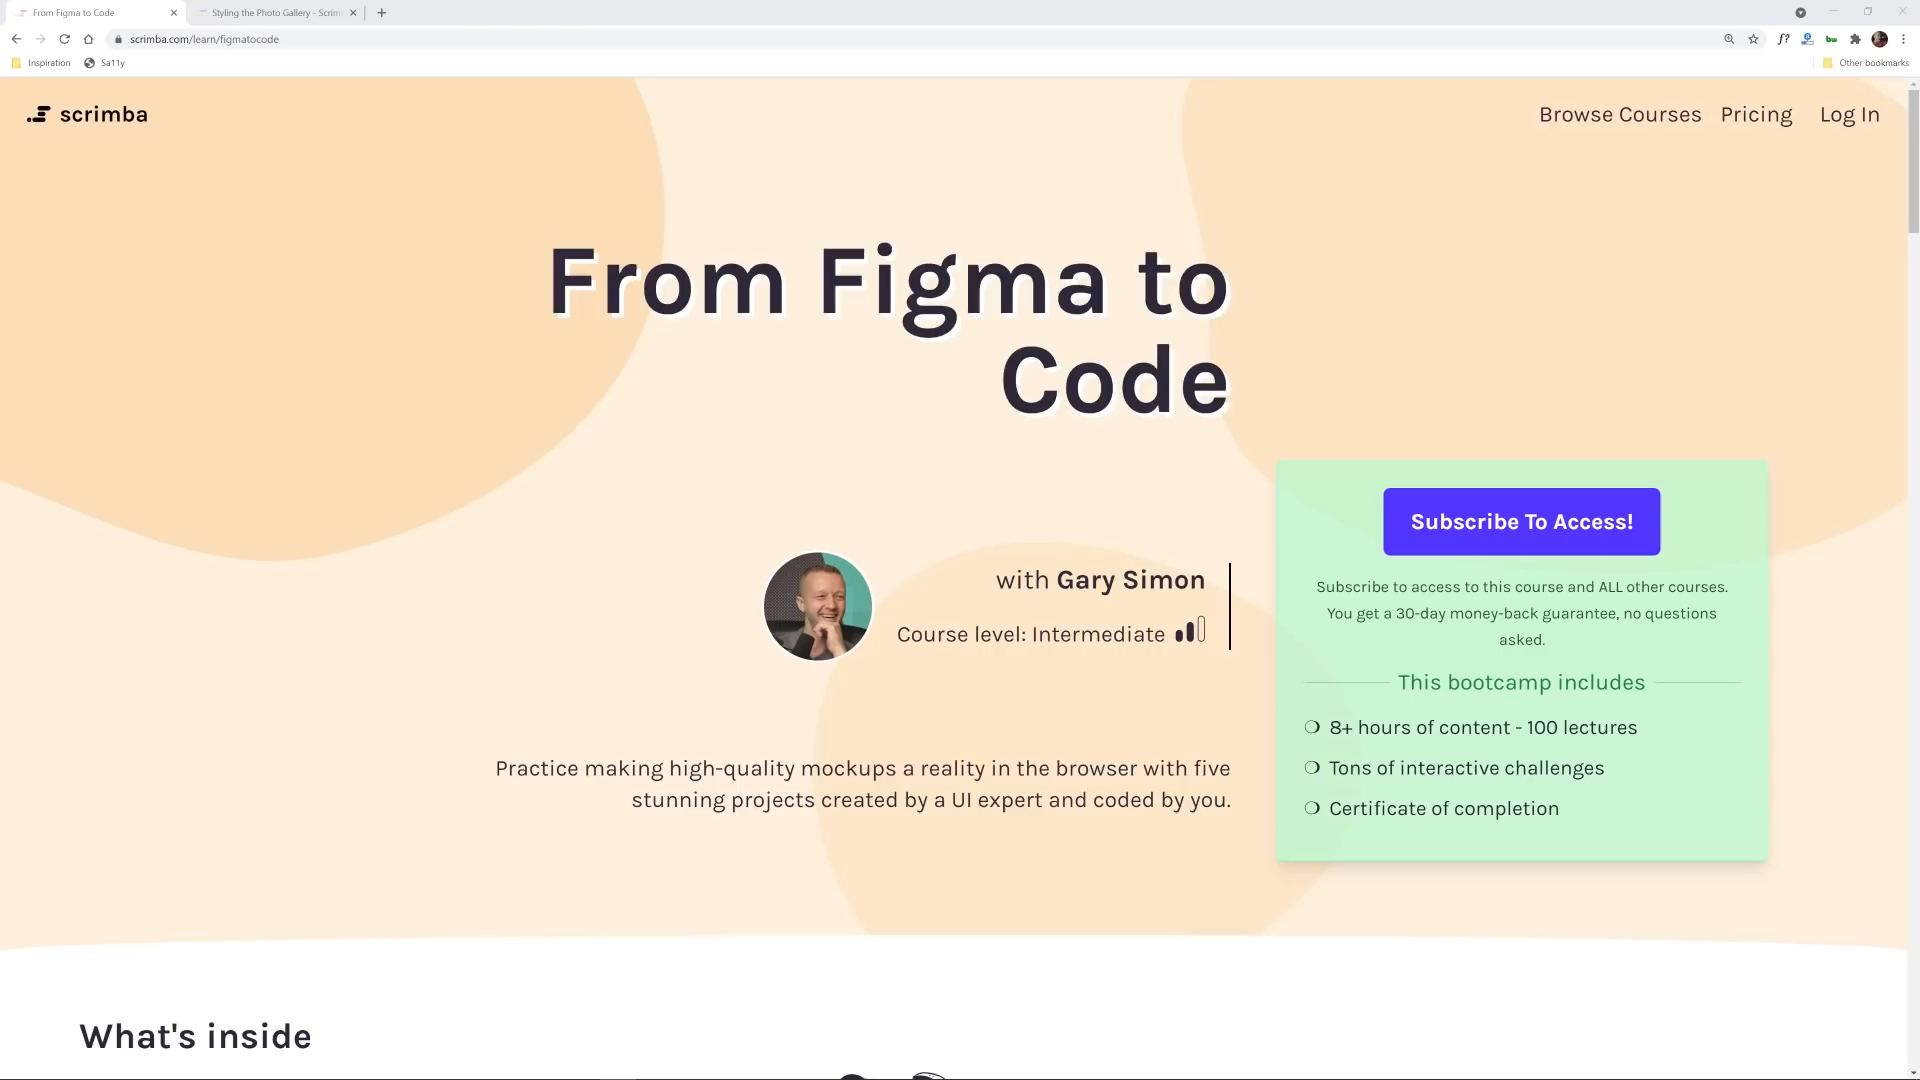 From Figma to Code
Styling the Photo Gallery - Scrim
scrimba.com/learn/figmatocode
f?
Inspiration
Sa11y
Other bookmarks
scrimba
Browse Courses
Pricing
Log In
From Figma to
Code
with Gary Simon
Course level: Intermediate
Practice making high-quality mockups a reality in the browser with five
stunning projects created by a UI expert and coded by you.
Subscribe To Access!
Subscribe to access to this course and ALL other courses.
You get a 30-day money-back guarantee, no questions
asked.
This bootcamp includes
8+ hours of content - 100 lectures
Tons of interactive challenges
Certificate of completion
What's inside